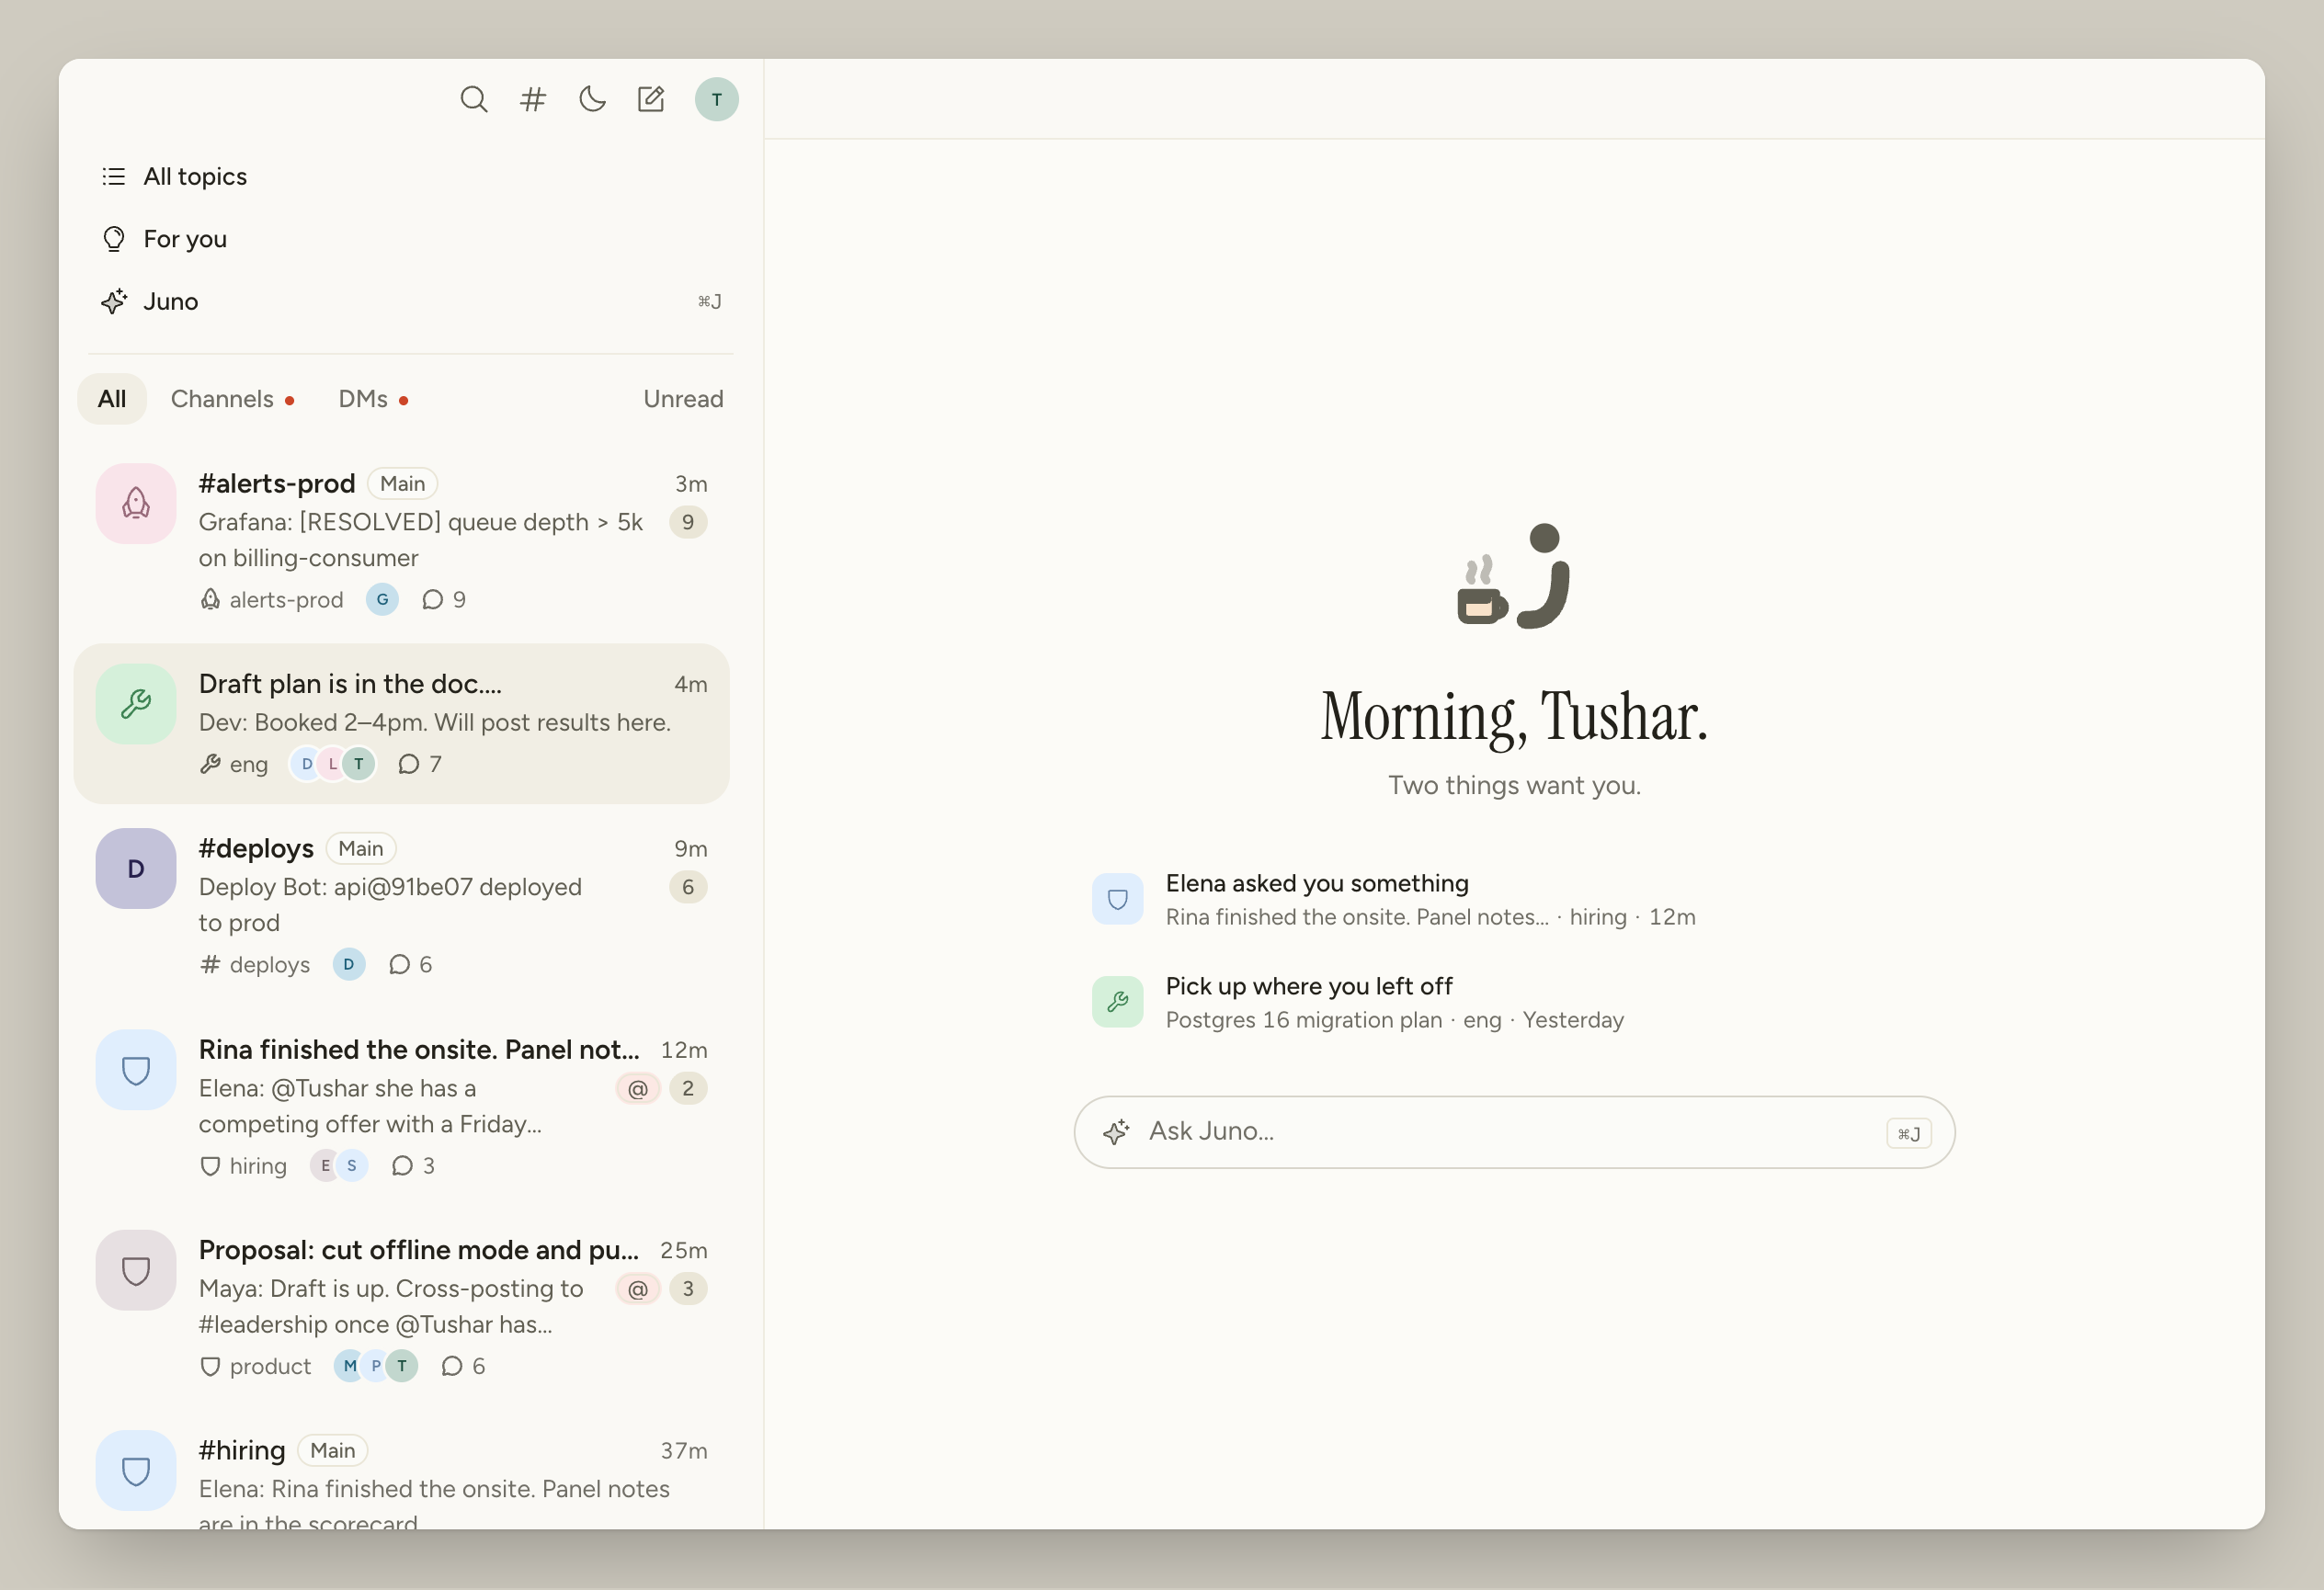 T
All topics
For you
Juno ⌘J
All Channels DMs Unread
#alerts-prod Main 3m
Grafana: [RESOLVED] queue depth > 5k 9
on billing-consumer
alerts-prod G 9
Draft plan is in the doc.... 4m
Dev: Booked 2–4pm. Will post results here.
eng D L T 7
D
#deploys Main 9m
Deploy Bot: api@91be07 deployed 6
to prod
# deploys D 6
Rina finished the onsite. Panel not... 12m
Elena: @Tushar she has a @ 2
competing offer with a Friday...
hiring E S 3
Proposal: cut offline mode and pu... 25m
Maya: Draft is up. Cross-posting to @ 3
#leadership once @Tushar has...
product M P T 6
#hiring Main 37m
Elena: Rina finished the onsite. Panel notes
are in the scorecard
Morning, Tushar.
Two things want you.
Elena asked you something
Rina finished the onsite. Panel notes... · hiring · 12m
Pick up where you left off
Postgres 16 migration plan · eng · Yesterday
Ask Juno... ⌘J